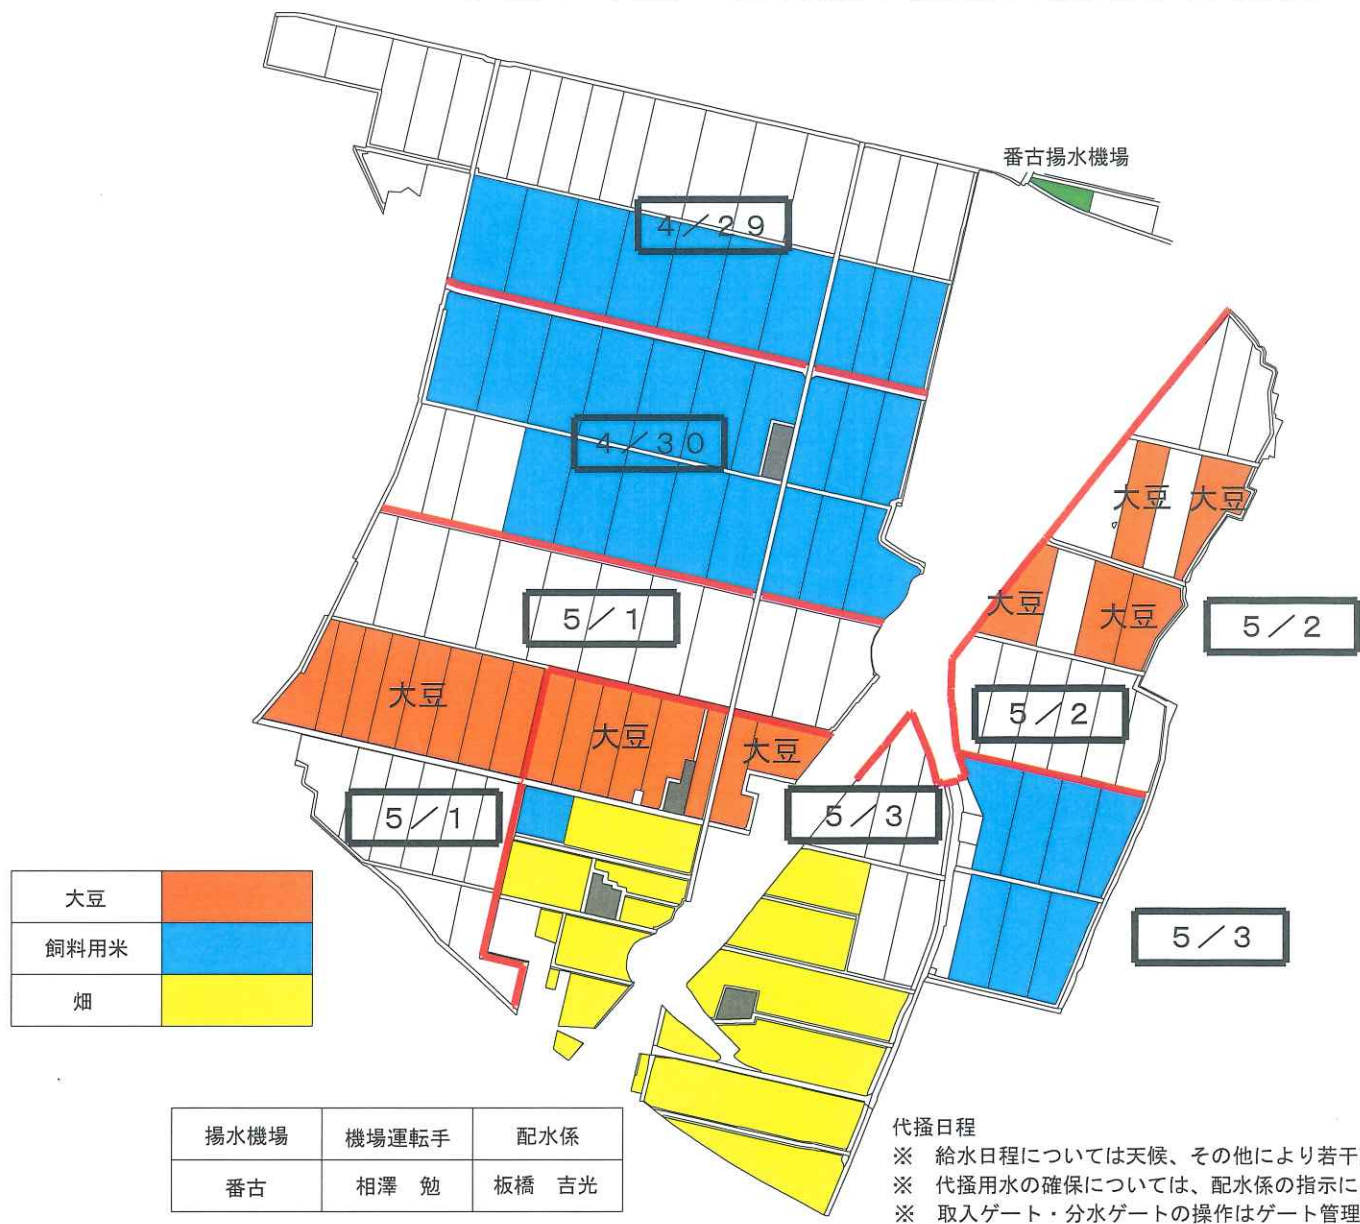 番古揚水機場
4／29
4／30
大豆 大豆
大豆 大豆
5／1
5／2
大豆
5／2
大豆
大豆
5／1
5／3
大豆
飼料用米
畑
5／3
揚水機場 機場運転手 配水係
番古 相澤 勉 板橋 吉光
代掻日程
※ 給水日程については天候、その他により若干
※ 代掻用水の確保については、配水係の指示に
※ 取入ゲート・分水ゲートの操作はゲート管理